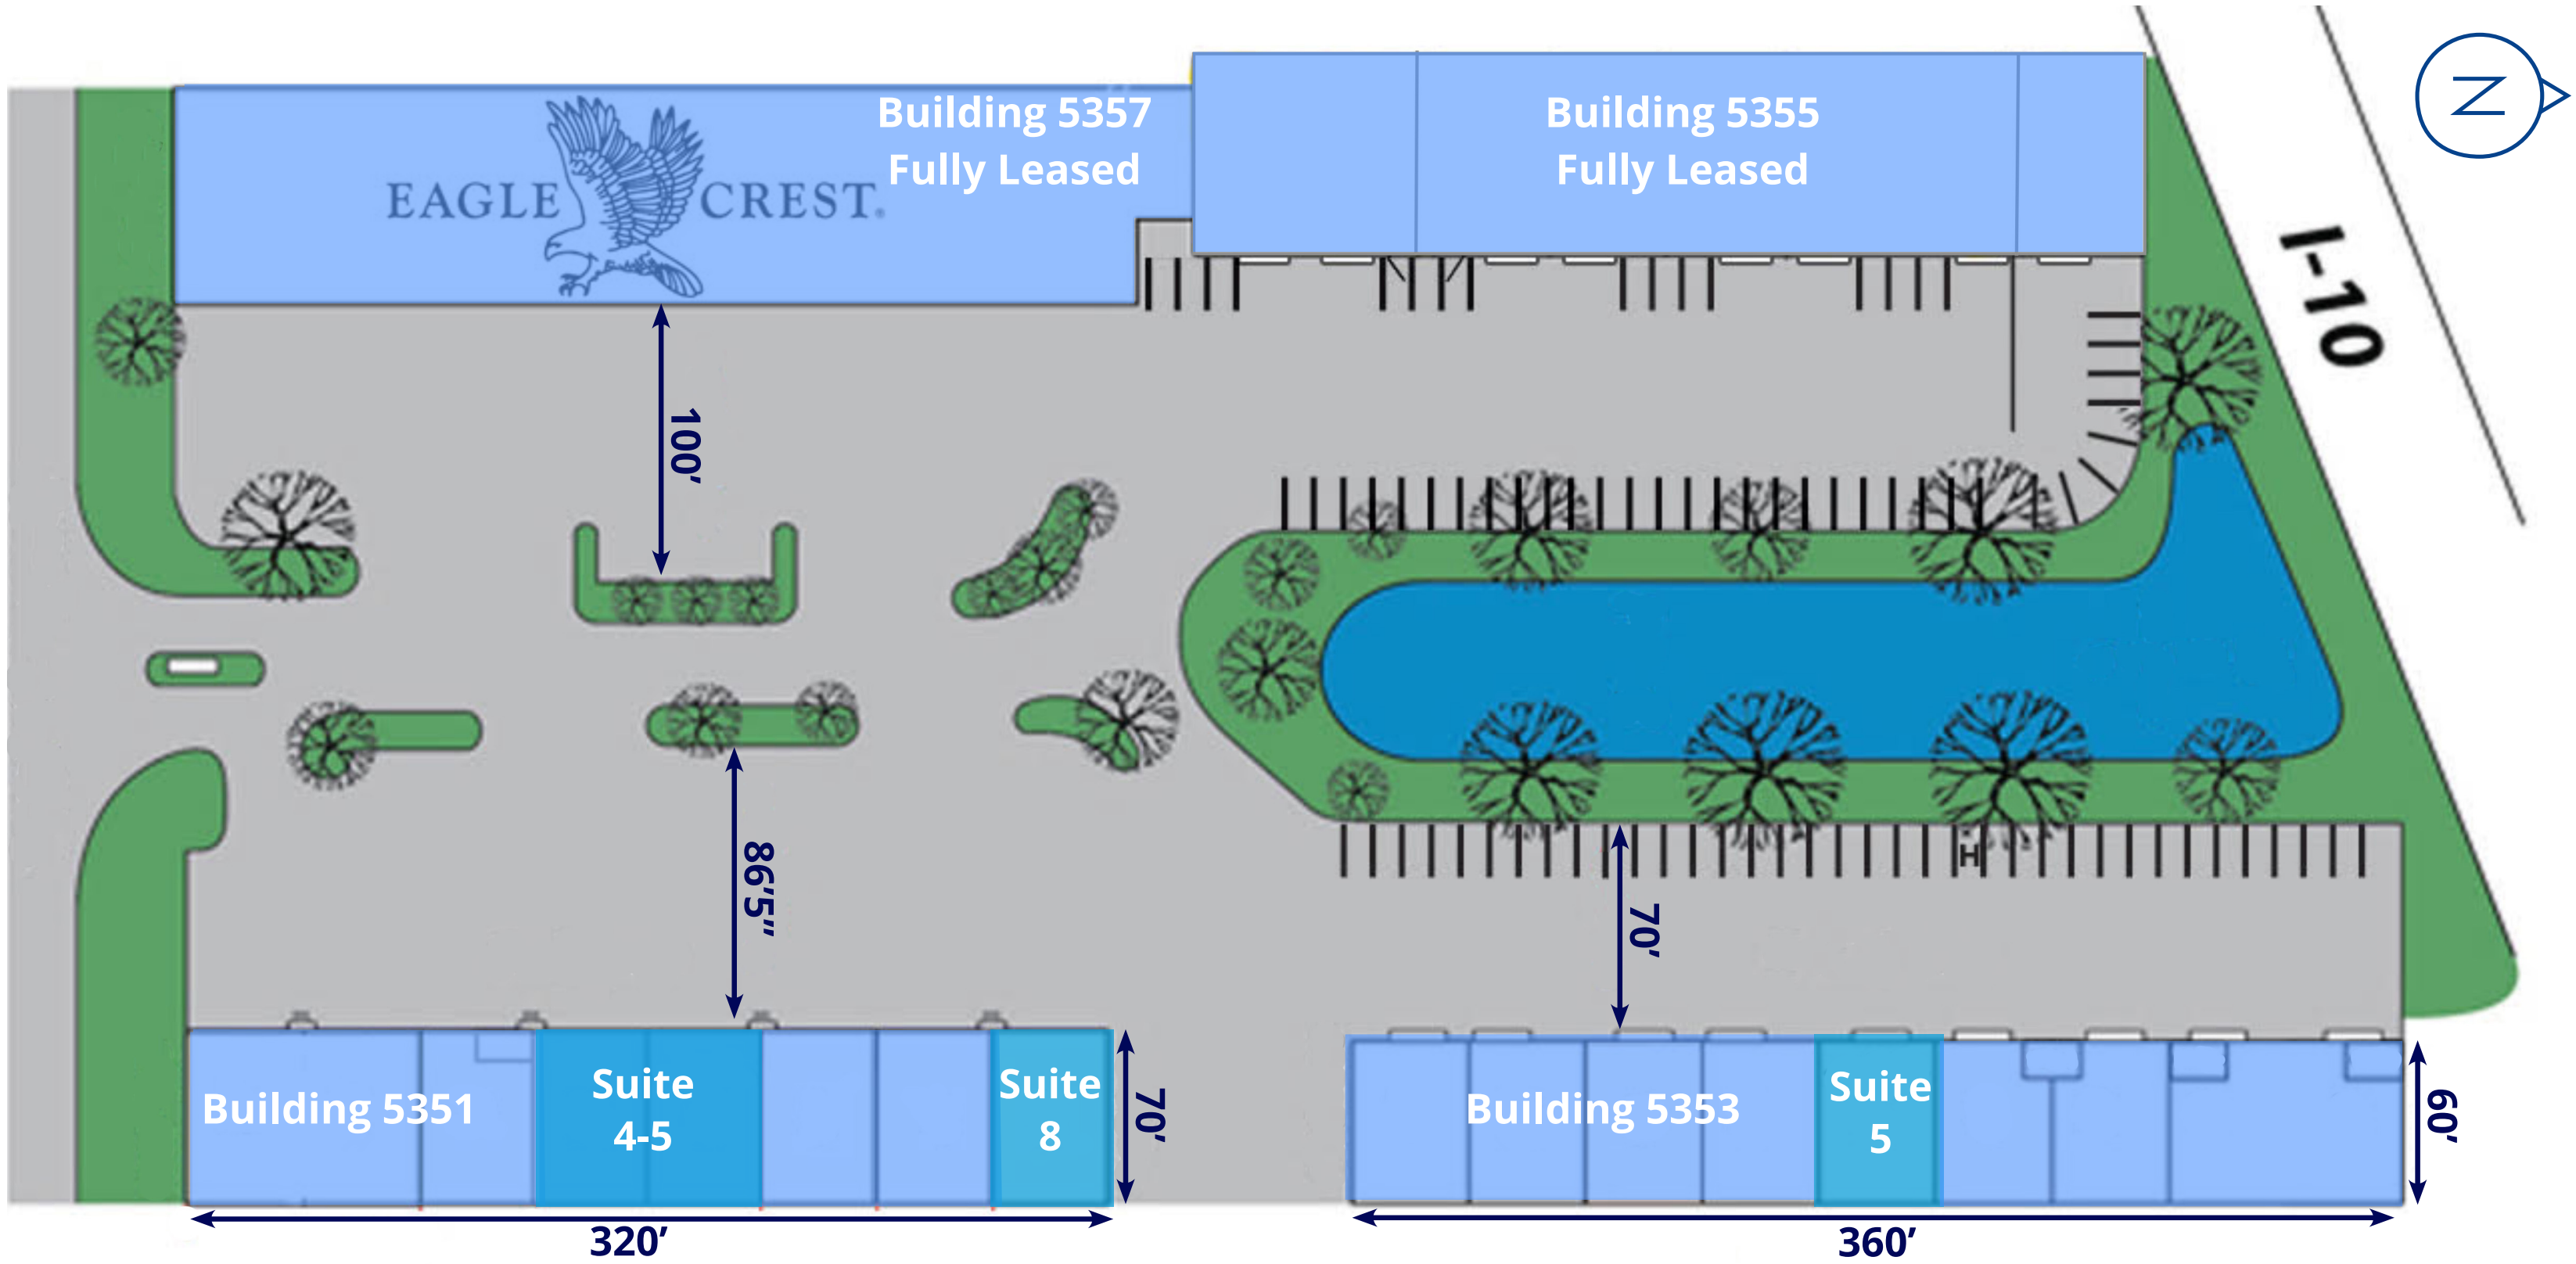 Building 5357
Fully Leased
Building 5355
Fully Leased
N
EAGLE CREST®
I-10
100’
86’5”
70’
H
Building 5351
Suite
4-5
Suite
8
70’
Building 5353
Suite
5
60’
320’
360’